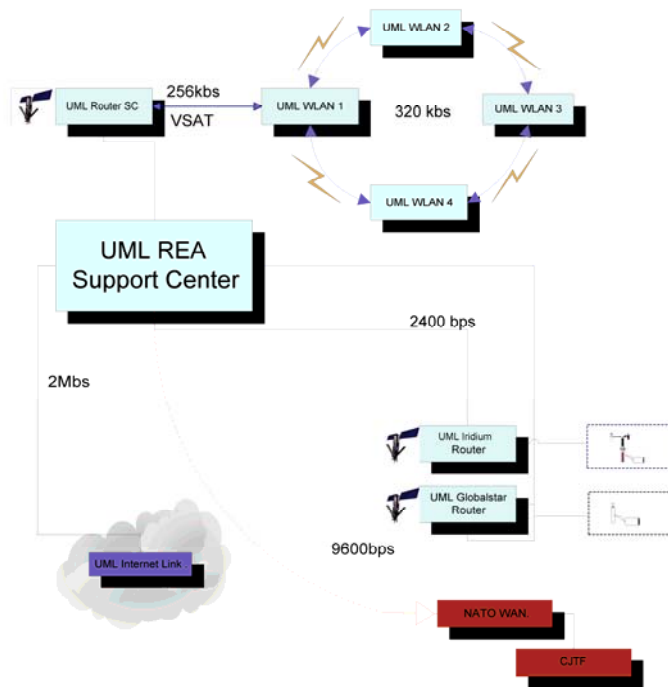 UML WLAN 2
256kbs
UML Router SC
UML WLAN 1
320 kbs
UML WLAN 3
VSAT
UML WLAN 4
UML REA
Support Center
2400 bps
2Mbs
UML Iridium
Router
UML Globalstar
Router
9600bps
UML Internet Link
NATO WAN.
CJTF